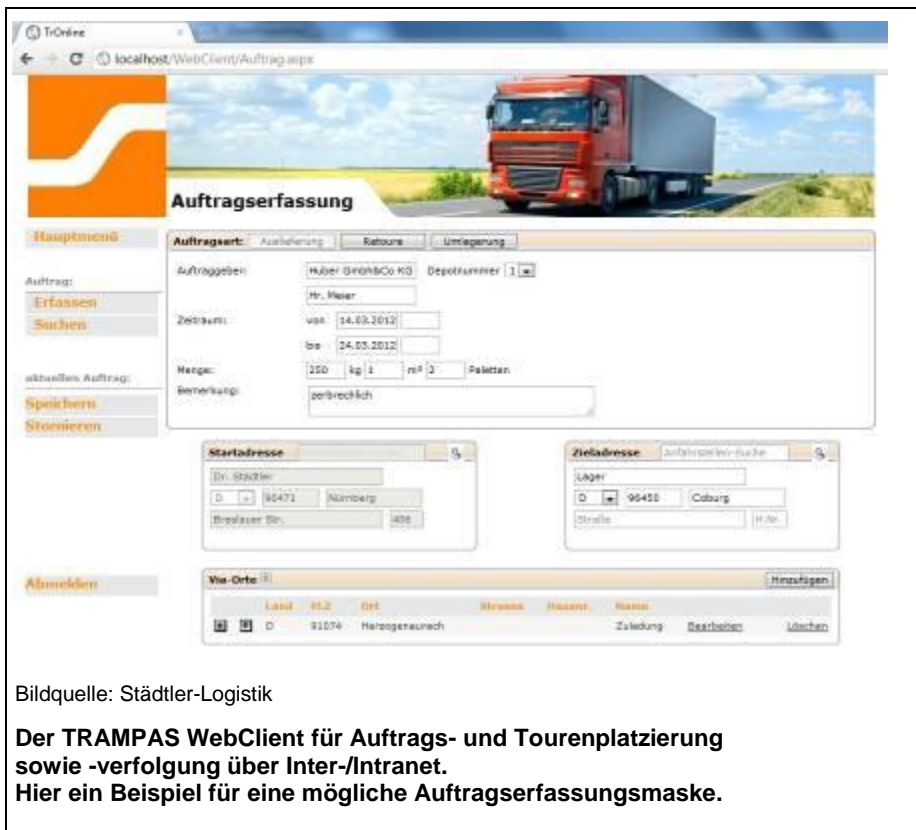 TrOnline
localhost/WebClient/Auftrag.aspx
Auftragserfassung
Hauptmenü
Auftrag:
Erfassen
Suchen
aktuellen Auftrag:
Speichern
Stornieren
Abmelden
Auftragsart: Auslieferung Retoure Umlagerung
Auftraggeber: Huber GmbH&Co KG Depotnummer 1
Hr. Meier
Zeitraum: von 14.03.2012
bis 24.03.2012
Menge: 250 kg 1 m³ 2 Paletten
Bemerkung: zerbrechlich
Startadresse
Dr. Städtler
D 90471 Nürnberg
Breslauer Str.
Zieladresse Anfahrstellen-Suche
Lager
D 96450 Coburg
Straße H.Nr.
Via-Orte Hinzufügen
Land PLZ Ort Strasse Hausnr. Name
D 91074 Herzogenaurach Zuladung Bearbeiten Löschen
Bildquelle: Städtler-Logistik
Der TRAMPAS WebClient für Auftrags- und Tourenplatzierung
sowie -verfolgung über Inter-/Intranet.
Hier ein Beispiel für eine mögliche Auftragserfassungsmaske.